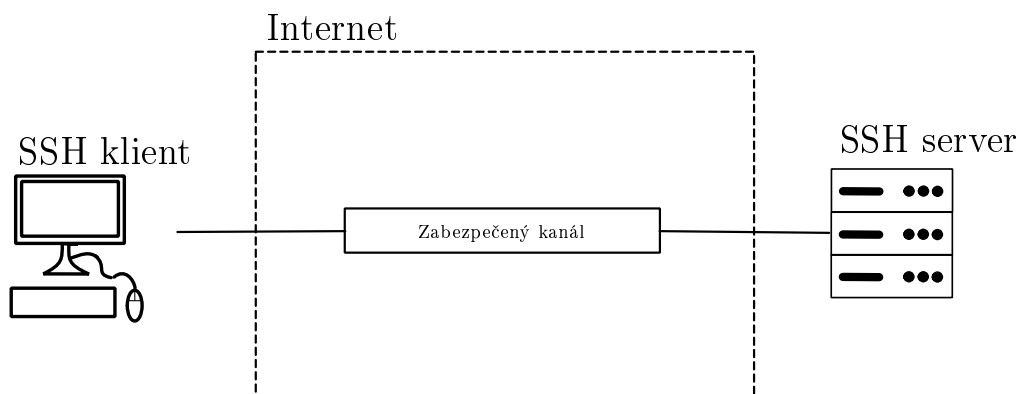 Internet
SSH klient
SSH server
Zabezpečený kanál